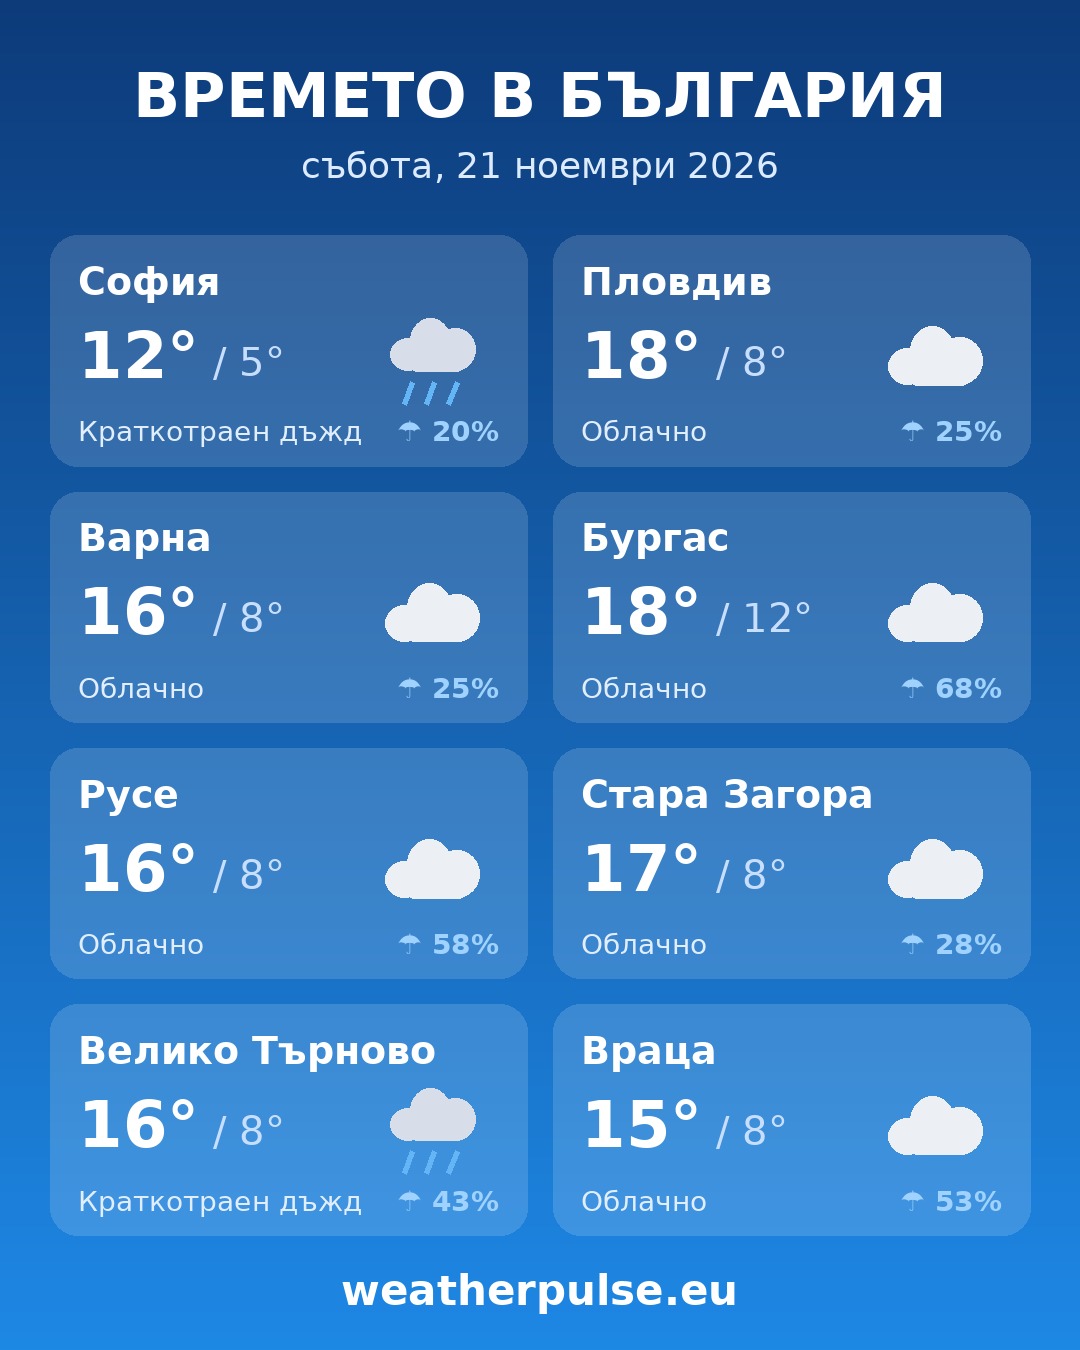 ВРЕМЕТО В БЪЛГАРИЯ
събота, 21 ноември 2026
София
12° / 5°
Краткотраен дъжд ☂ 20%
Пловдив
18° / 8°
Облачно ☂ 25%
Варна
16° / 8°
Облачно ☂ 25%
Бургас
18° / 12°
Облачно ☂ 68%
Русе
16° / 8°
Облачно ☂ 58%
Стара Загора
17° / 8°
Облачно ☂ 28%
Велико Търново
16° / 8°
Краткотраен дъжд ☂ 43%
Враца
15° / 8°
Облачно ☂ 53%
weatherpulse.eu